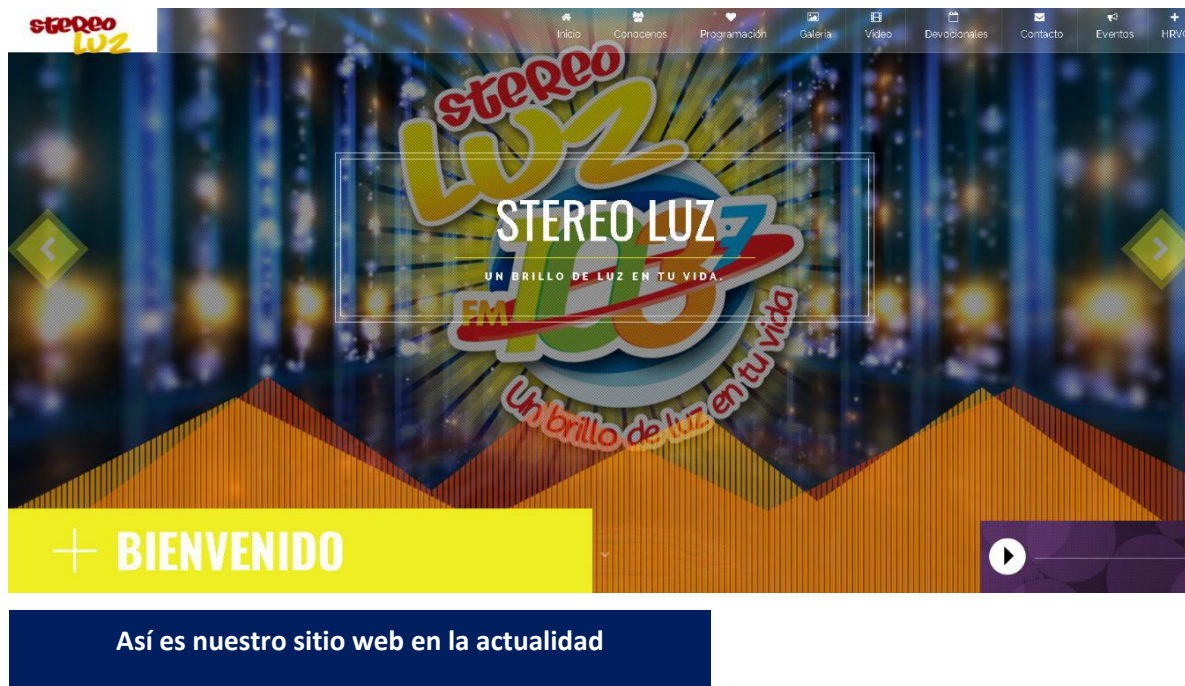 stereo
LUZ
Inicio Conocenos Programación Galería Video Devocionales Contacto Eventos
stereo
LUZ
STEREO LUZ
UN BRILLO DE LUZ EN TU VIDA.
FM 103.7
Un brillo de luz en tu vida
+ BIENVENIDO
Así es nuestro sitio web en la actualidad